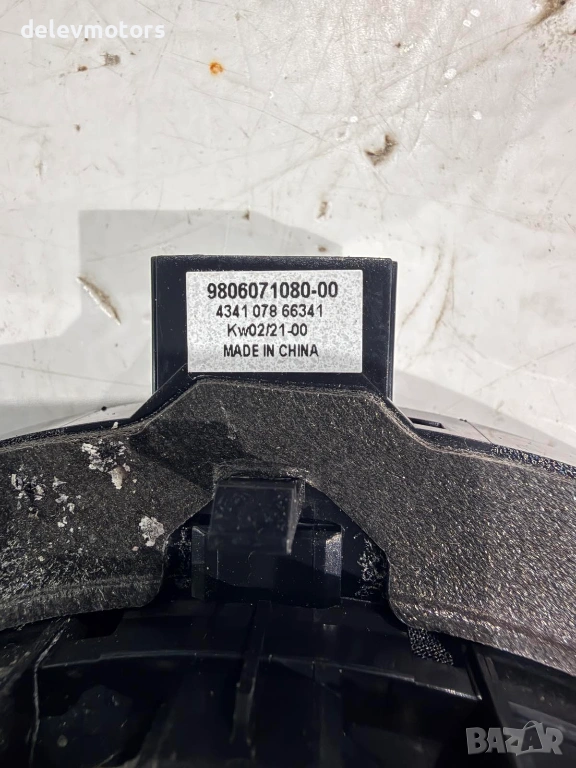 delevmotors
9806071080-00
4341 078 66341
Kw02/21-00
MADE IN CHINA
BAZAR